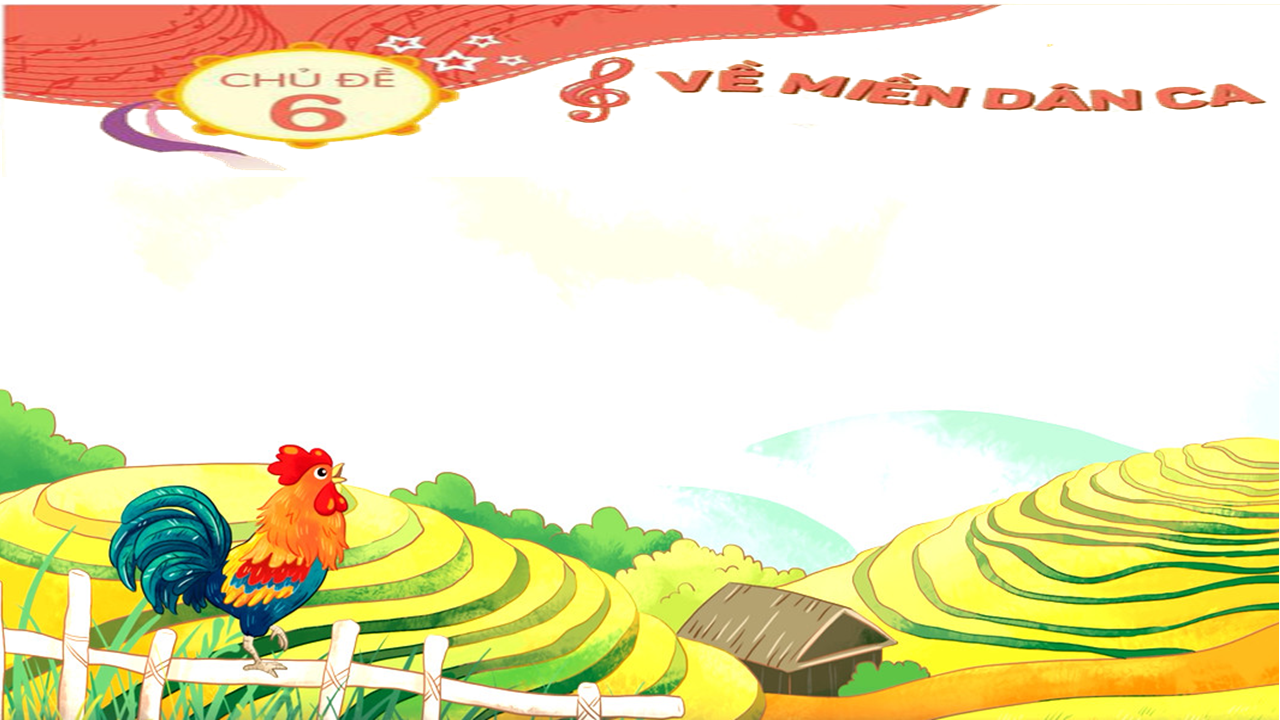 CHỦ ĐỀ
6
VỀ MIỀN DÂN CA